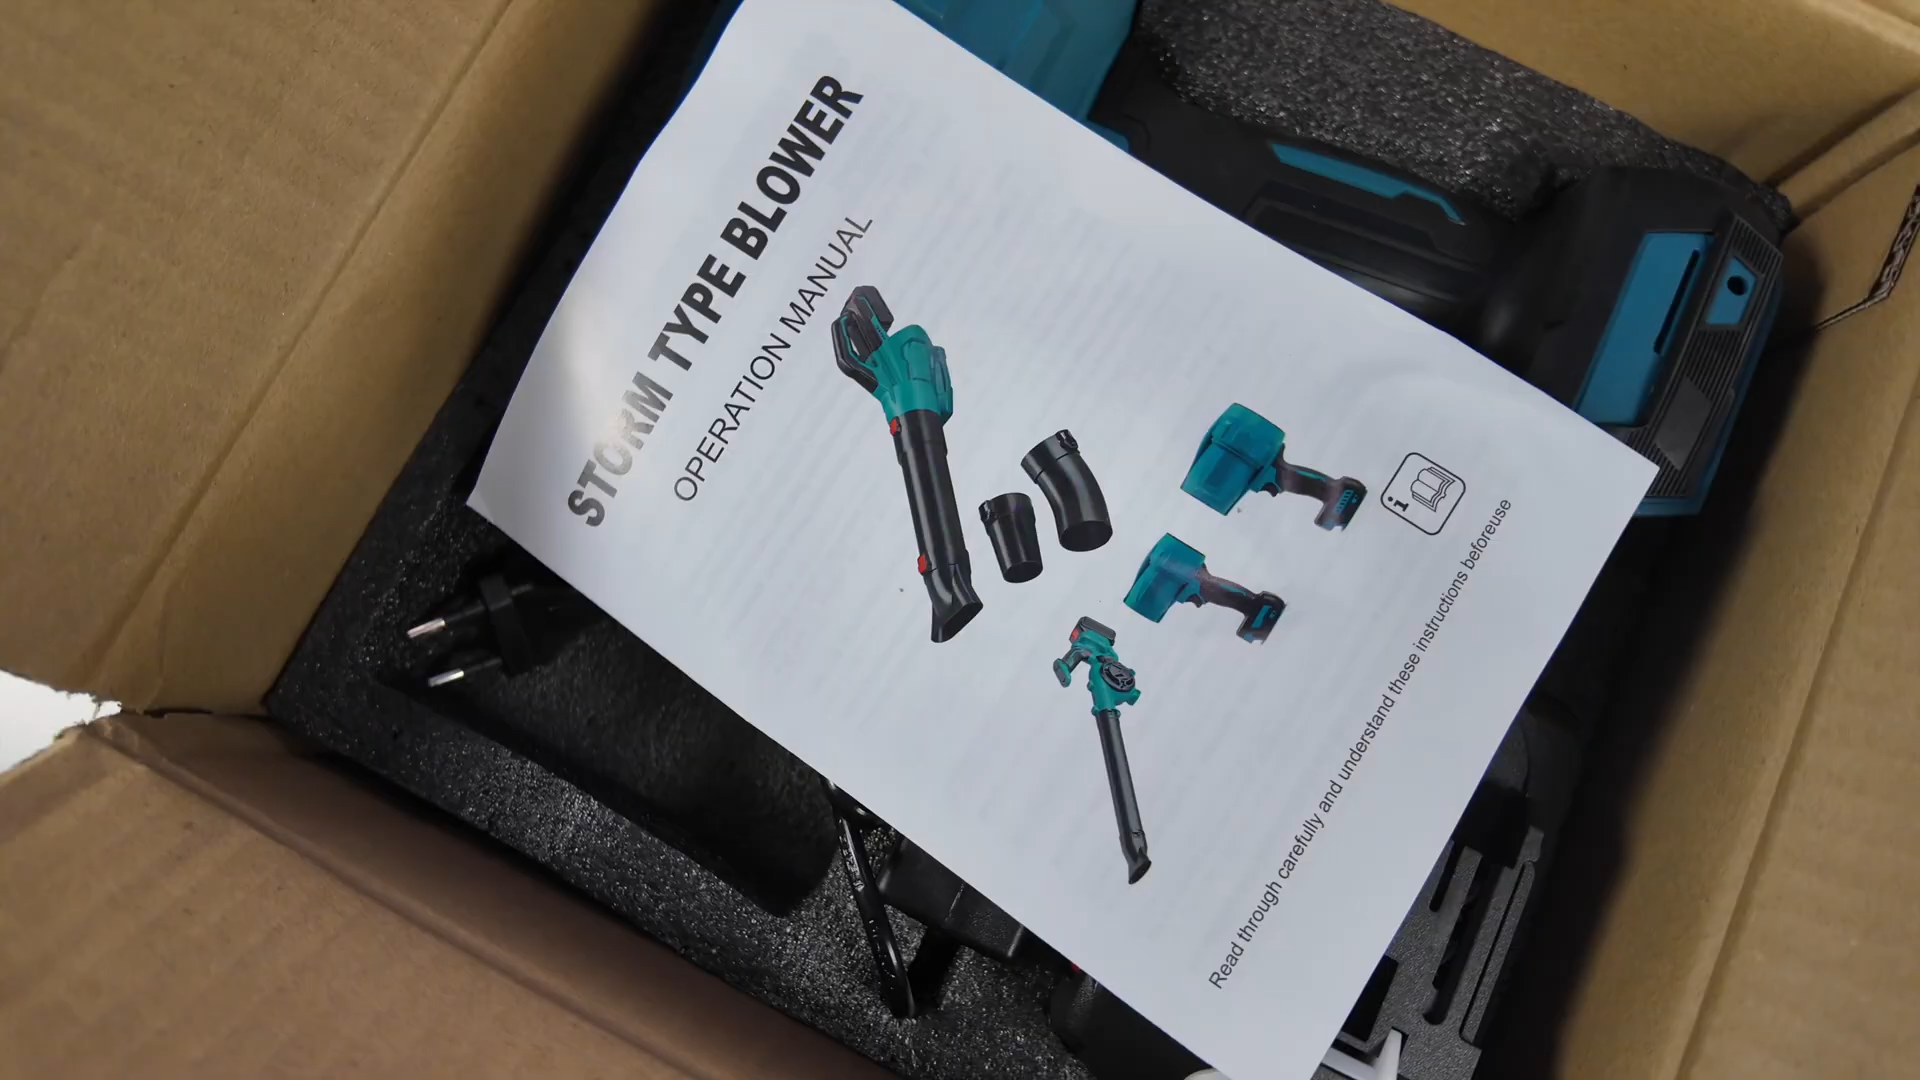 STORM TYPE BLOWER
OPERATION MANUAL
i
Read through carefully and understand these instructions beforeuse